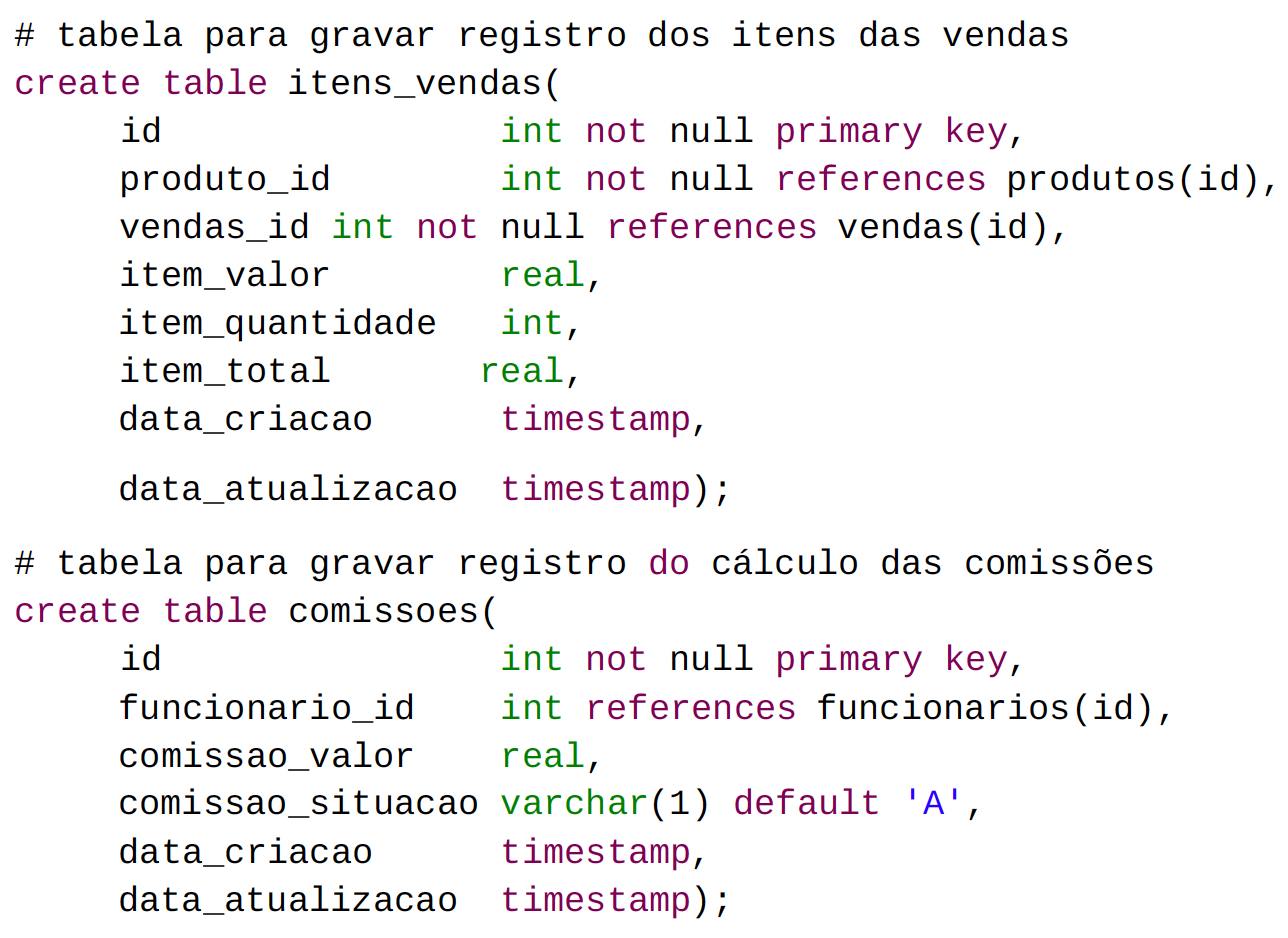 # tabela para gravar registro dos itens das vendas
create table itens_vendas(
id int not null primary key,
produto_id int not null references produtos(id),
vendas_id int not null references vendas(id),
item_valor real,
item_quantidade int,
item_total real,
data_criacao timestamp,
data_atualizacao timestamp);
# tabela para gravar registro do cálculo das comissões
create table comissoes(
id int not null primary key,
funcionario_id int references funcionarios(id),
comissao_valor real,
comissao_situacao varchar(1) default 'A',
data_criacao timestamp,
data_atualizacao timestamp);